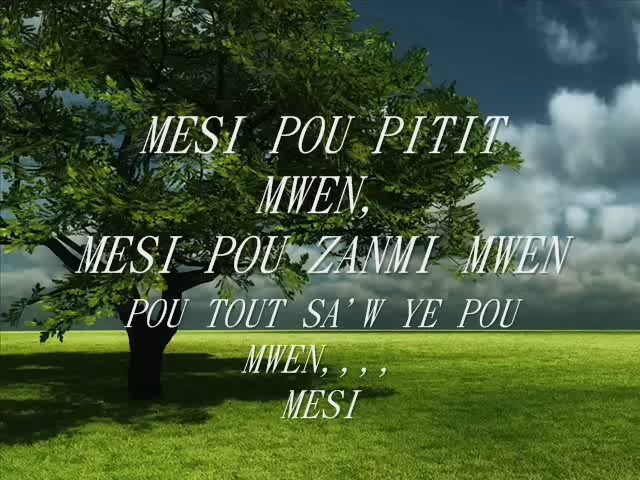 MESI POU PITIT
MWEN,
MESI POU ZANMI MWEN
POU TOUT SA'W YE POU
MWEN,,,,
MESI